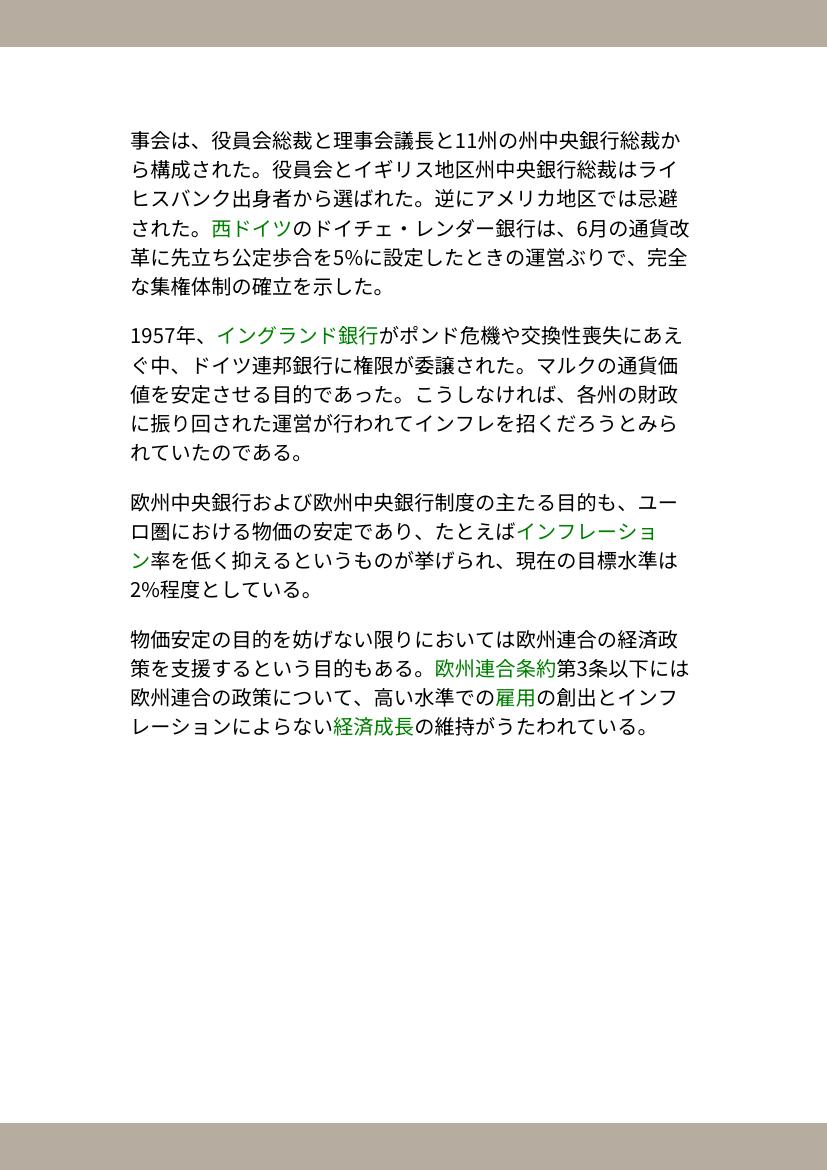 事会は、役員会総裁と理事会議長と11州の州中央銀行総裁か
ら構成された。役員会とイギリス地区州中央銀行総裁はライ
ヒスバンク出身者から選ばれた。逆にアメリカ地区では忌避
された。西ドイツのドイチェ・レンダー銀行は、6月の通貨改
革に先立ち公定歩合を5%に設定したときの運営ぶりで、完全
な集権体制の確立を示した。
1957年、イングランド銀行がポンド危機や交換性喪失にあえ
ぐ中、ドイツ連邦銀行に権限が委譲された。マルクの通貨価
値を安定させる目的であった。こうしなければ、各州の財政
に振り回された運営が行われてインフレを招くだろうとみら
れていたのである。
欧州中央銀行および欧州中央銀行制度の主たる目的も、ユー
ロ圏における物価の安定であり、たとえばインフレーショ
ン率を低く抑えるというものが挙げられ、現在の目標水準は
2%程度としている。
物価安定の目的を妨げない限りにおいては欧州連合の経済政
策を支援するという目的もある。欧州連合条約第3条以下には
欧州連合の政策について、高い水準での雇用の創出とインフ
レーションによらない経済成長の維持がうたわれている。